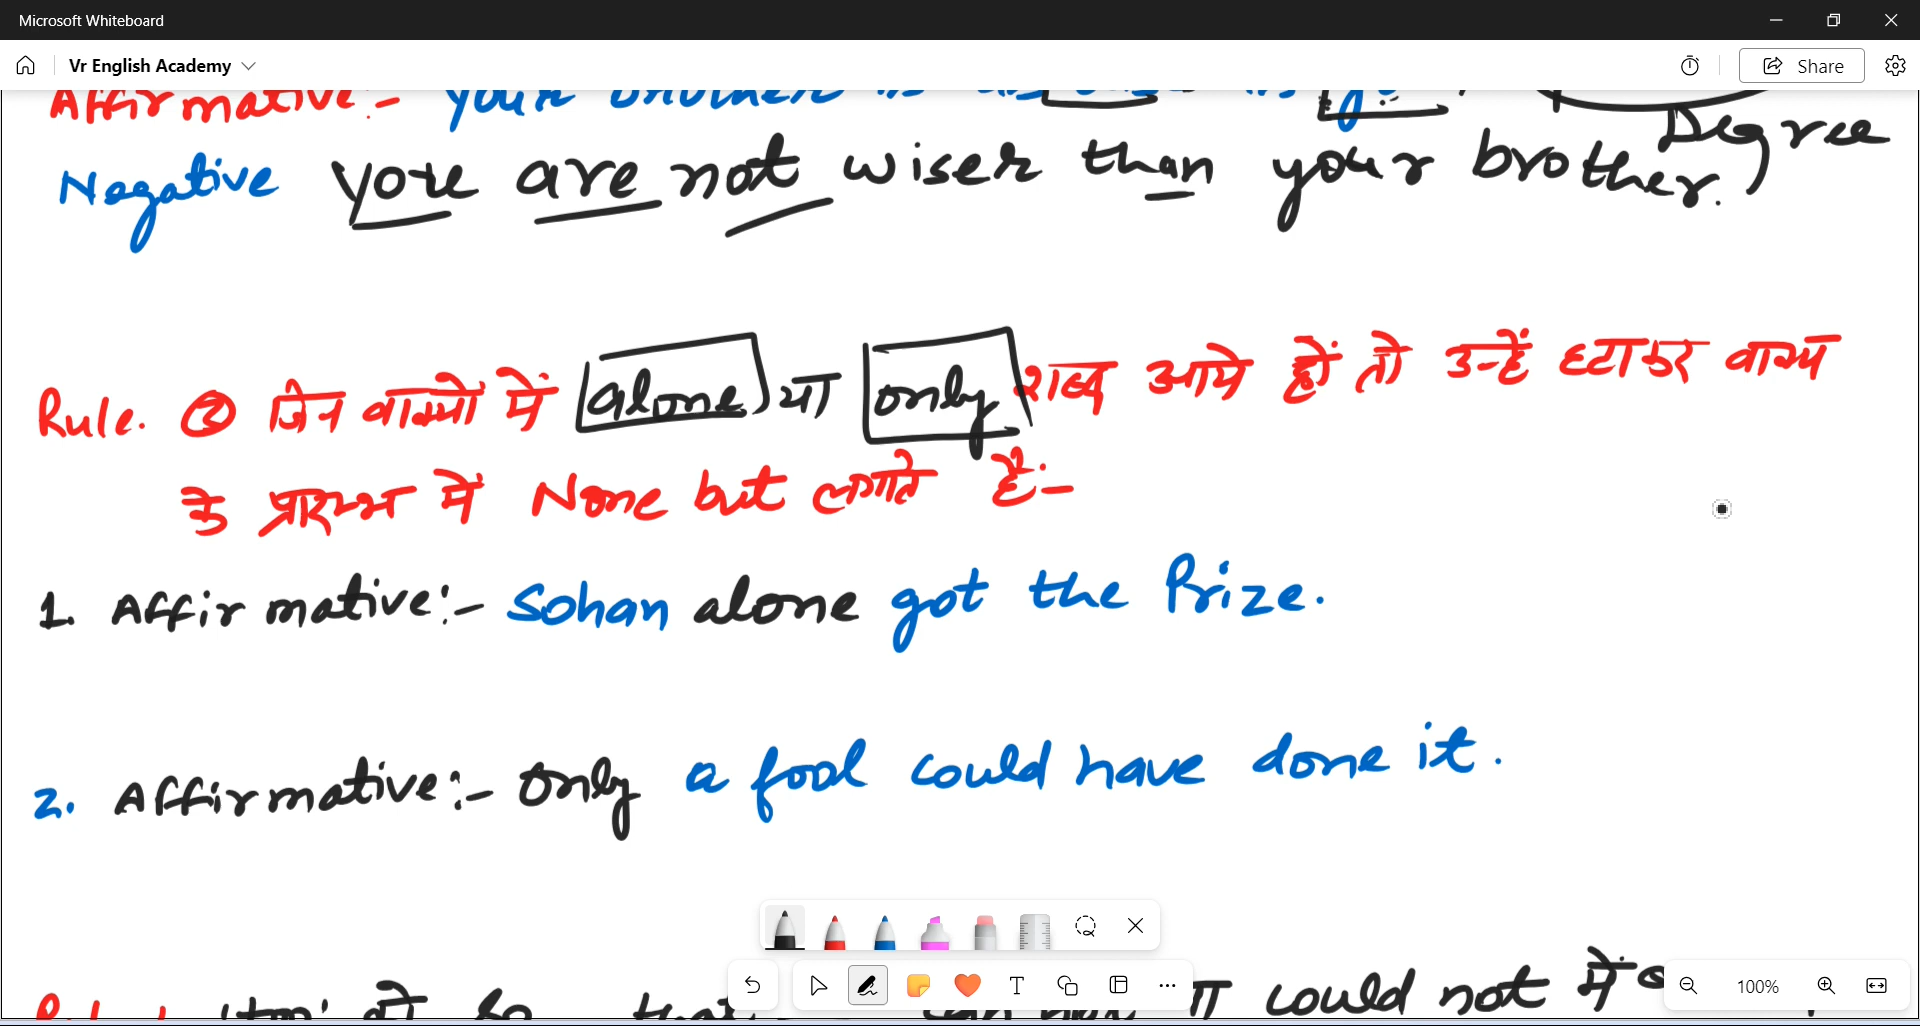 Microsoft Whiteboard
Vr English Academy
Share
Affirmative:-
Degree
Nagative you are not wiser than your brother.
Rule. ② जिन वाक्यो में alone या only शब्द आये हों तो उन्हें हटाकर वाक्य
के प्रारम्भ में None but लगाते हैं:-
1. Affirmative:- Sohan alone got the Prize.
2. Affirmative:- only a fool could have done it.
could not में
100%